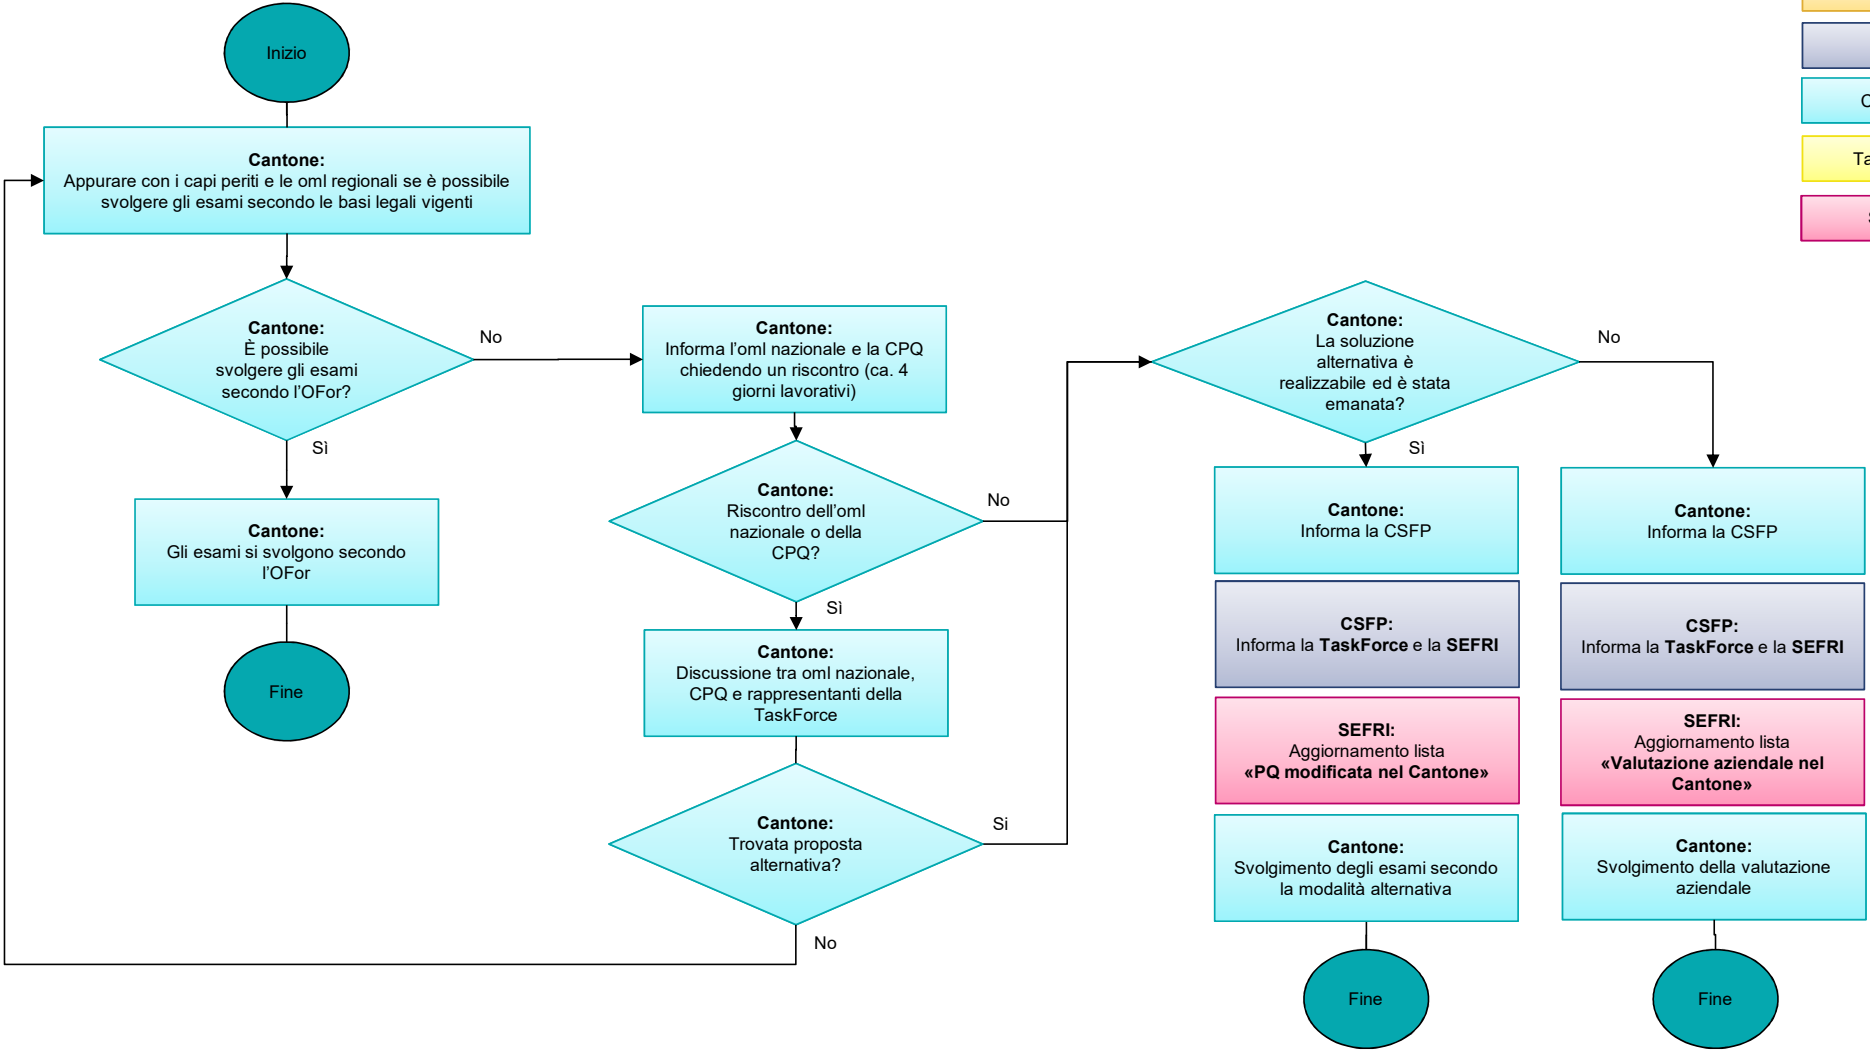 Inizio
Cantone:
Appurare con i capi periti e le oml regionali se è possibile
svolgere gli esami secondo le basi legali vigenti
Cantone:
È possibile
svolgere gli esami
secondo l'OFor?
No
Sì
Cantone:
Gli esami si svolgono secondo
l'OFor
Fine
Cantone:
Informa l'oml nazionale e la CPQ
chiedendo un riscontro (ca. 4
giorni lavorativi)
Cantone:
Riscontro dell'oml
nazionale o della
CPQ?
No
Sì
Cantone:
Discussione tra oml nazionale,
CPQ e rappresentanti della
TaskForce
Cantone:
Trovata proposta
alternativa?
Si
No
Cantone:
La soluzione
alternativa è
realizzabile ed è stata
emanata?
No
Sì
Cantone:
Informa la CSFP
CSFP:
Informa la TaskForce e la SEFRI
SEFRI:
Aggiornamento lista
«PQ modificata nel Cantone»
Cantone:
Svolgimento degli esami secondo
la modalità alternativa
Fine
Cantone:
Informa la CSFP
CSFP:
Informa la TaskForce e la SEFRI
SEFRI:
Aggiornamento lista
«Valutazione aziendale nel
Cantone»
Cantone:
Svolgimento della valutazione
aziendale
Fine